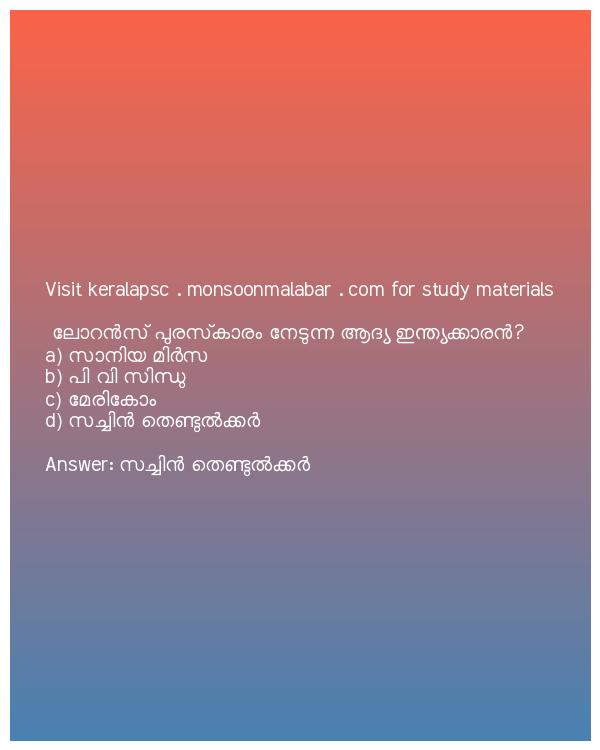 Visit keralapsc . monsoonmalabar . com for study materials
ലോറൻസ് പുരസ്കാരം നേടുന്ന ആദ്യ ഇന്ത്യക്കാരൻ?
a) സാനിയ മിർസ
b) പി വി സിന്ധു
c) മേരികോം
d) സച്ചിൻ തെണ്ടുൽക്കർ
Answer: സച്ചിൻ തെണ്ടുൽക്കർ